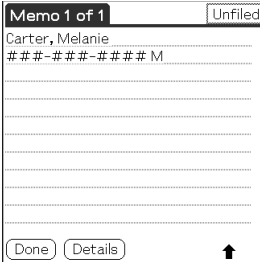 Memo 1 of 1
Unfiled
Carter, Melanie
###-###-#### M
Done
Details